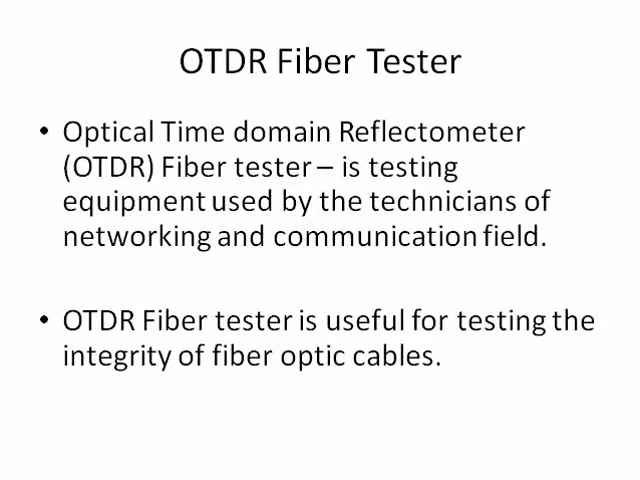 OTDR Fiber Tester
• Optical Time domain Reflectometer
(OTDR) Fiber tester – is testing
equipment used by the technicians of
networking and communication field.
• OTDR Fiber tester is useful for testing the
integrity of fiber optic cables.